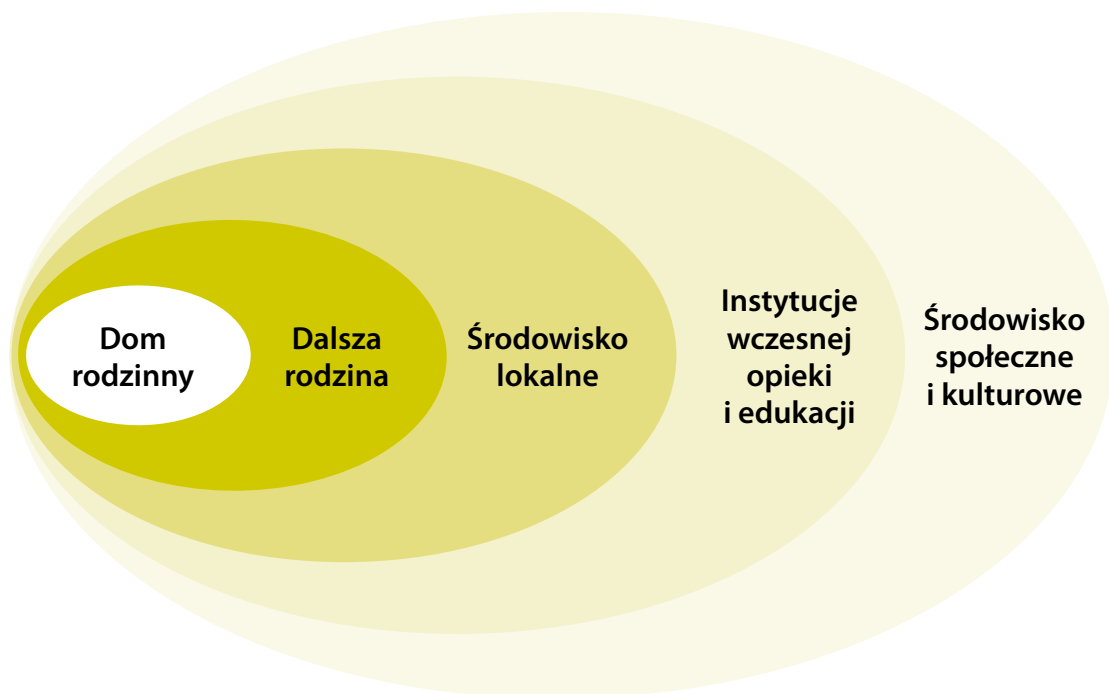 Dom
rodzinny
Dalsza
rodzina
Środowisko
lokalne
Instytucje
wczesnej
opieki
i edukacji
Środowisko
społeczne
i kulturowe